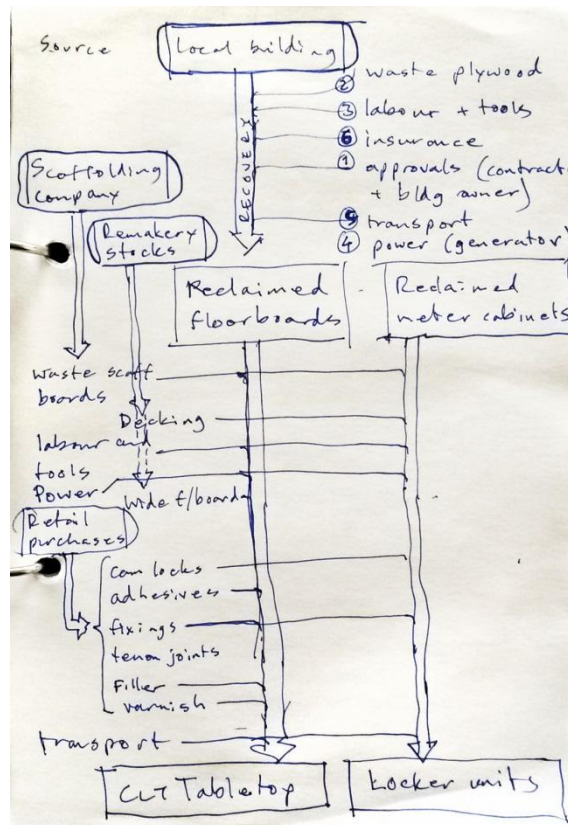 Source
Local building
② waste plywood
③ labour + tools
⑥ insurance
① approvals (contract
+ bldg owner)
⑤ transport
④ power (generator)
RECOVERY
Scaffolding
company
Remakery
stocks
Reclaimed
floorboards
Reclaimed
meter cabinets
waste scaff
boards
Decking
labour and
tools
Power
wide f/board
Retail
purchases
Cam locks
adhesives
fixings
tenon joints
Filler
varnish
transport
CLT Tabletop
Locker units